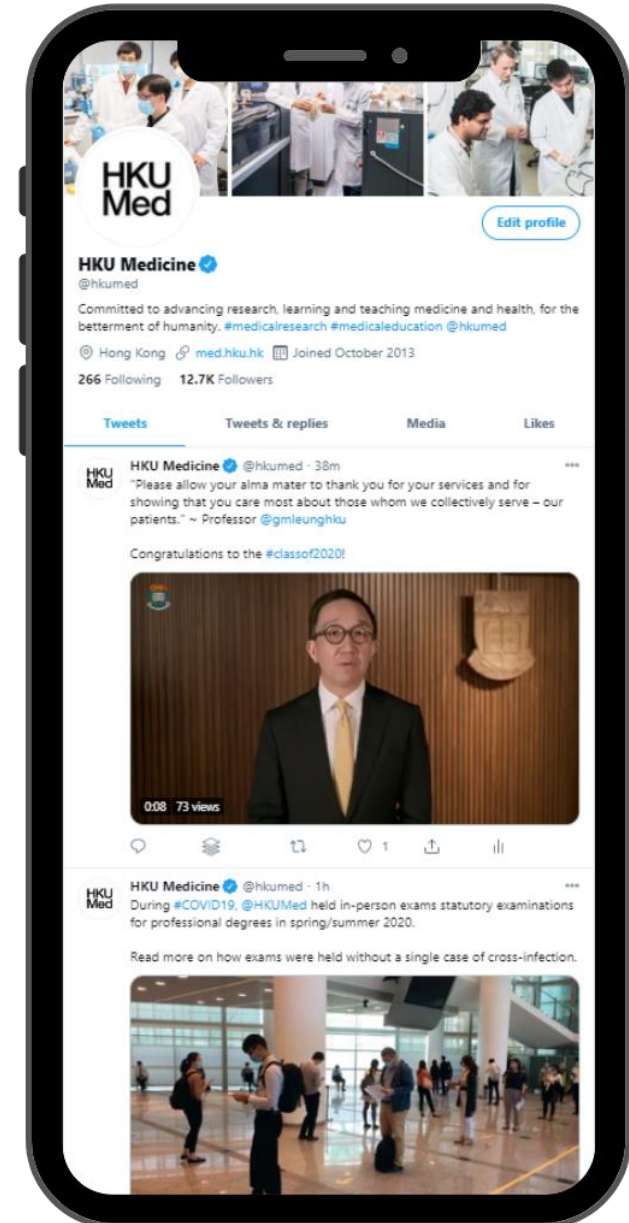 HKU
Med
Edit profile
HKU Medicine
@hkumed
Committed to advancing research, learning and teaching medicine and health, for the
betterment of humanity. #medicalresearch #medicaleducation @hkumed
Hong Kong med.hku.hk Joined October 2013
266 Following 12.7K Followers
Tweets Tweets & replies Media Likes
HKU
Med
HKU Medicine @hkumed · 38m
"Please allow your alma mater to thank you for your services and for
showing that you care most about those whom we collectively serve – our
patients." ~ Professor @gmleunghku
Congratulations to the #classof2020!
0:08 73 views
1
HKU
Med
HKU Medicine @hkumed · 1h
During #COVID19, @HKUMed held in-person exams statutory examinations
for professional degrees in spring/summer 2020.
Read more on how exams were held without a single case of cross-infection.